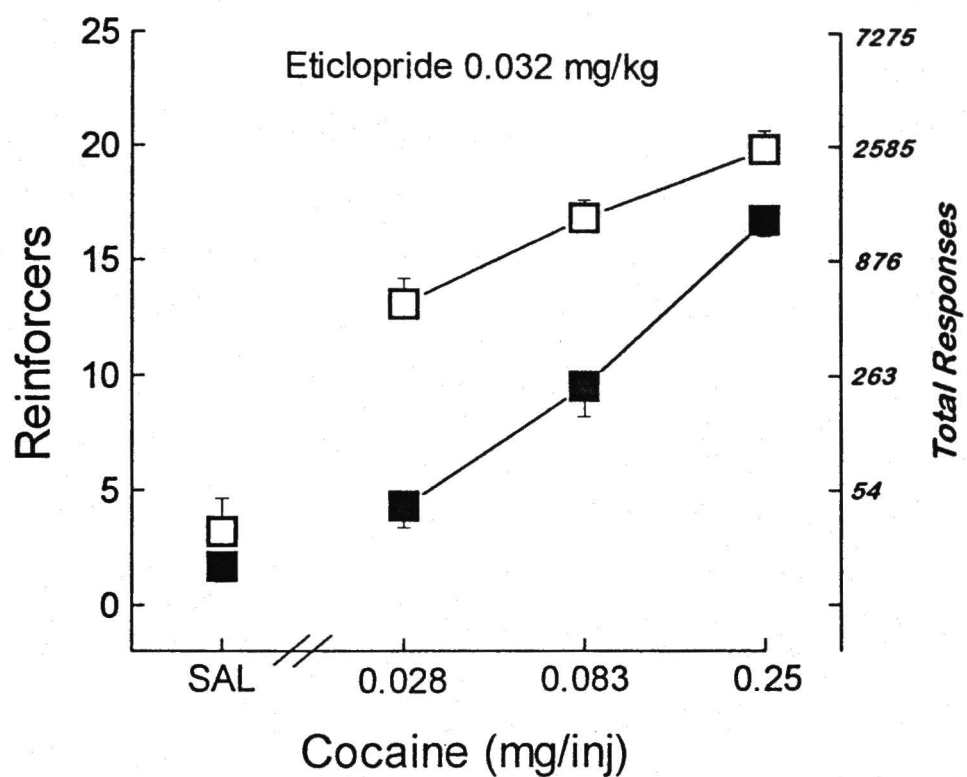 Eticlopride 0.032 mg/kg
Reinforcers
25
20
15
10
5
0
7275
2585
876
263
54
Total Responses
SAL
0.028
0.083
0.25
Cocaine (mg/inj)